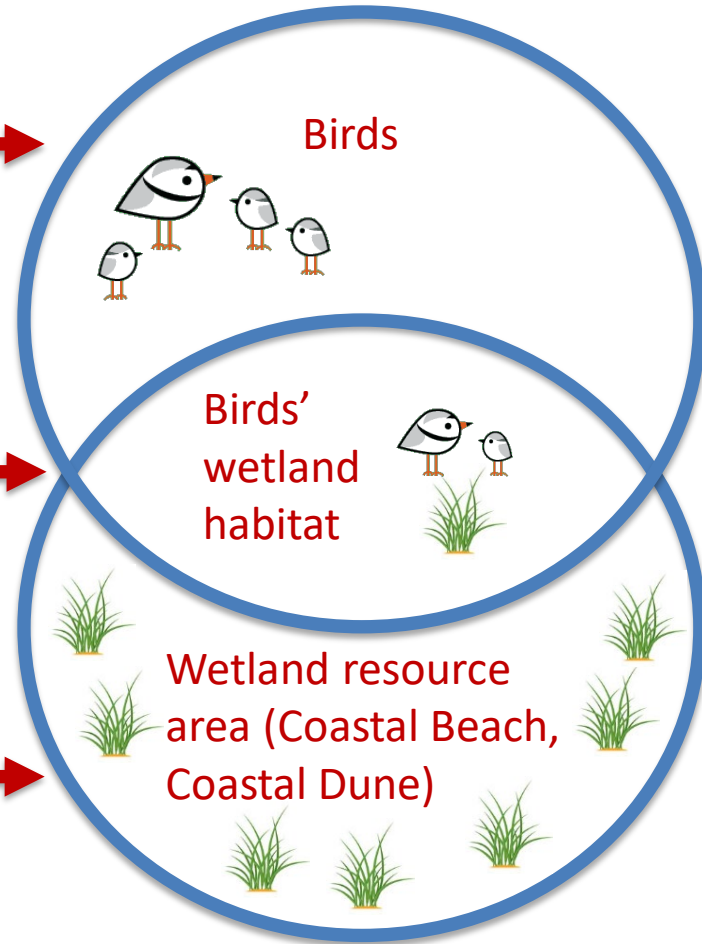 Birds
Birds’
wetland
habitat
Wetland resource
area (Coastal Beach,
Coastal Dune)